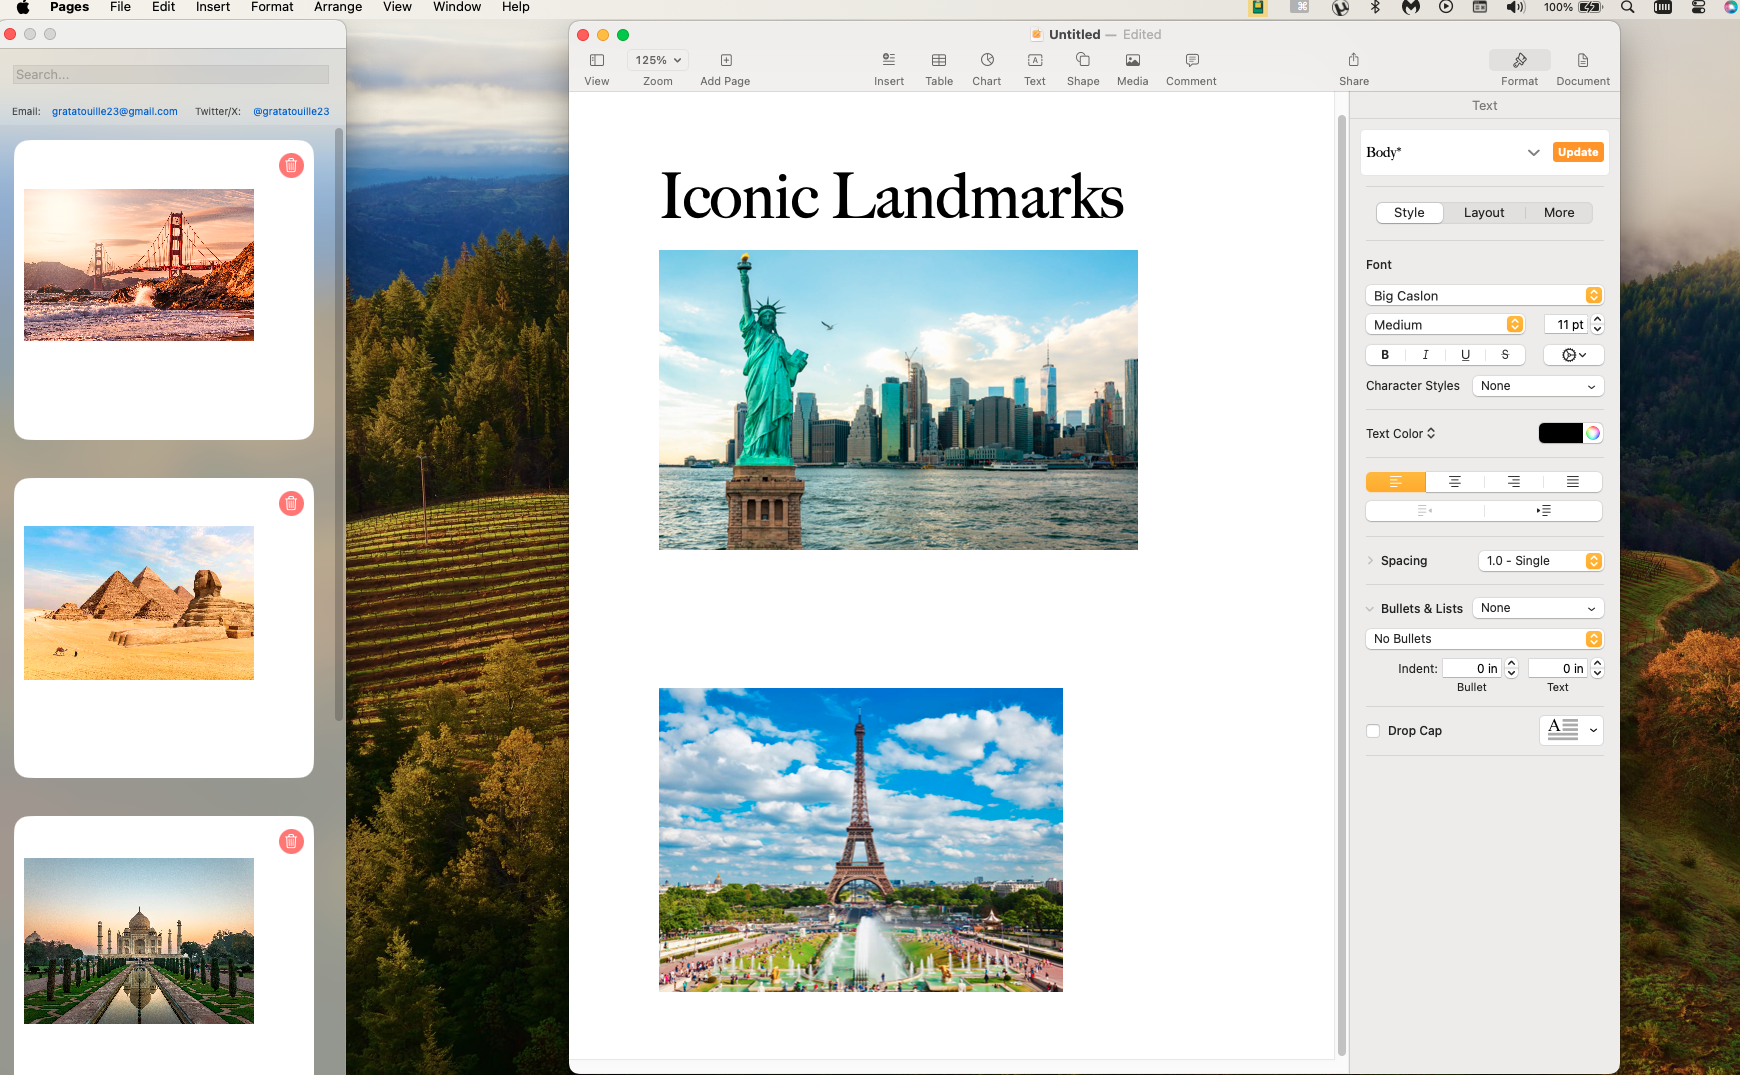 Pages File Edit Insert Format Arrange View Window Help 100%
Search...
Email: gratatouille23@gmail.com Twitter/X: @gratatouille23
Untitled — Edited
125%
View Zoom Add Page Insert Table Chart Text Shape Media Comment Share Format Document
Iconic Landmarks
Text
Body*
Update
Style Layout More
Font
Big Caslon
Medium 11 pt
B I U S
Character Styles None
Text Color
Spacing 1.0 - Single
Bullets & Lists None
No Bullets
Indent: 0 in 0 in
Bullet Text
Drop Cap A